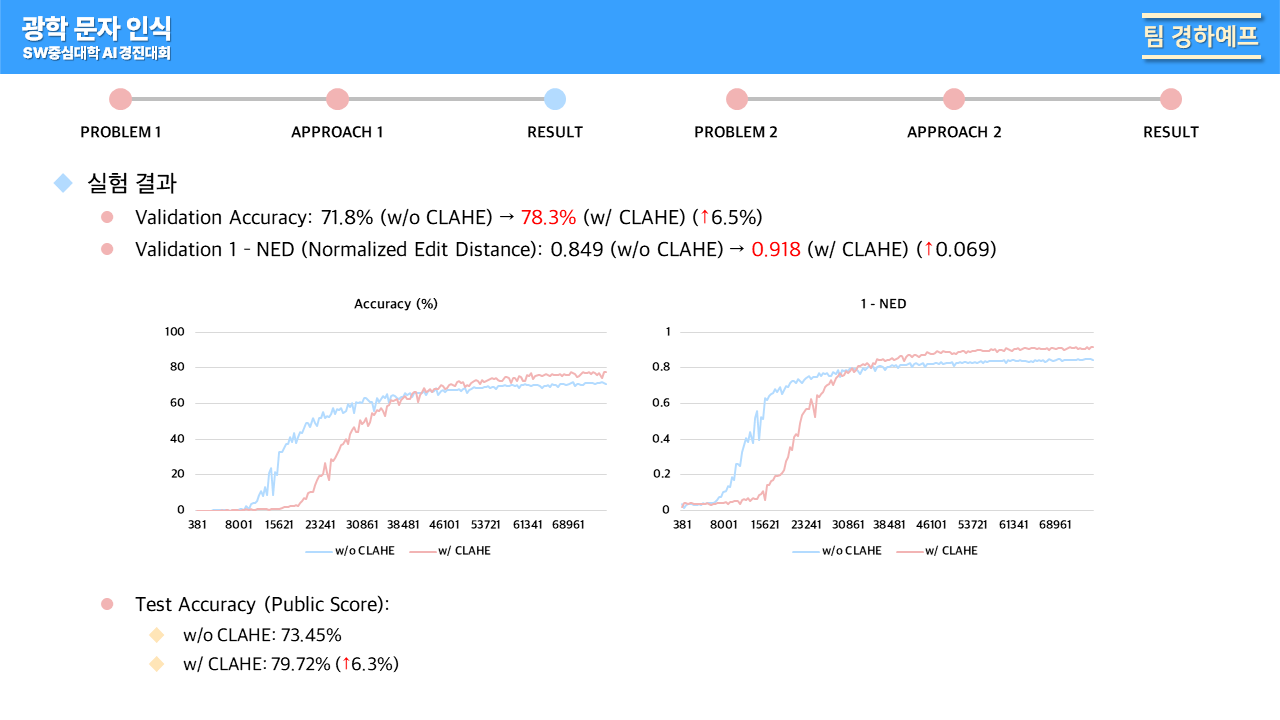 광학 문자 인식
SW중심대학 AI 경진대회
팀 경하예프
PROBLEM 1
APPROACH 1
RESULT
PROBLEM 2
APPROACH 2
RESULT
실험 결과
Validation Accuracy: 71.8% (w/o CLAHE) → 78.3% (w/ CLAHE) (↑6.5%)
Validation 1 - NED (Normalized Edit Distance): 0.849 (w/o CLAHE) → 0.918 (w/ CLAHE) (↑0.069)
Accuracy (%)
100
80
60
40
20
0
381 8001 15621 23241 30861 38481 46101 53721 61341 68961
w/o CLAHE w/ CLAHE
1 - NED
1
0.8
0.6
0.4
0.2
0
381 8001 15621 23241 30861 38481 46101 53721 61341 68961
w/o CLAHE w/ CLAHE
Test Accuracy (Public Score):
w/o CLAHE: 73.45%
w/ CLAHE: 79.72% (↑6.3%)